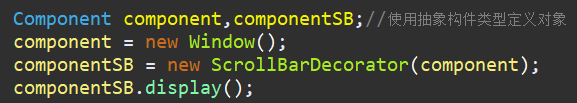 Component component,componentSB;//使用抽象构件类型定义对象
component = new Window();
componentSB = new ScrollBarDecorator(component);
componentSB.display();